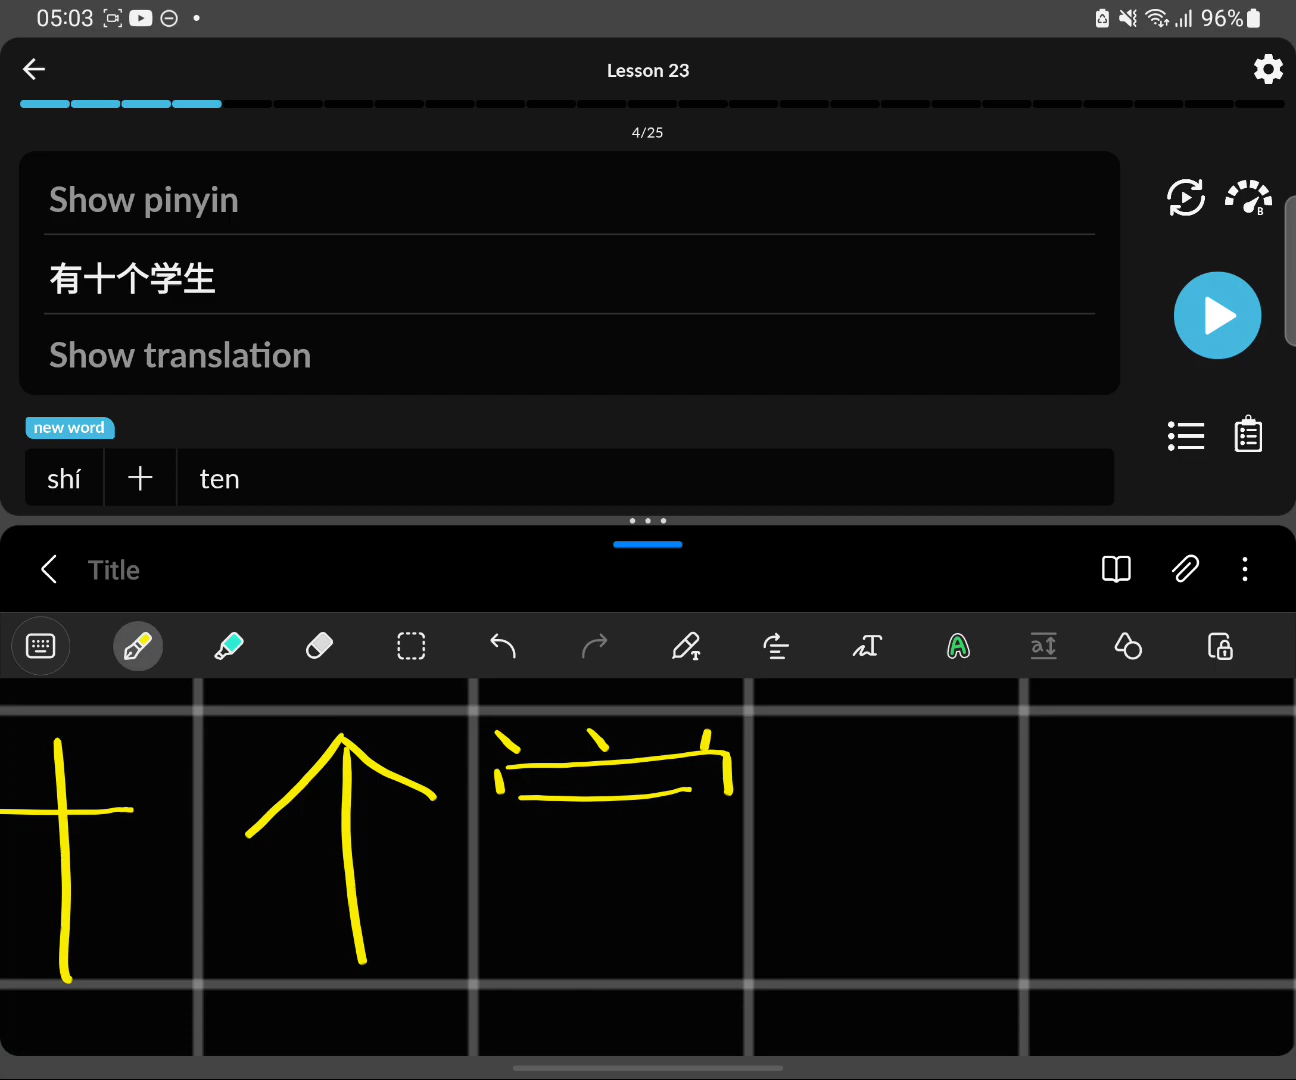 05:03 96%
Lesson 23
4/25
Show pinyin
有十个学生
Show translation
new word
shí 十 ten
Title
十个